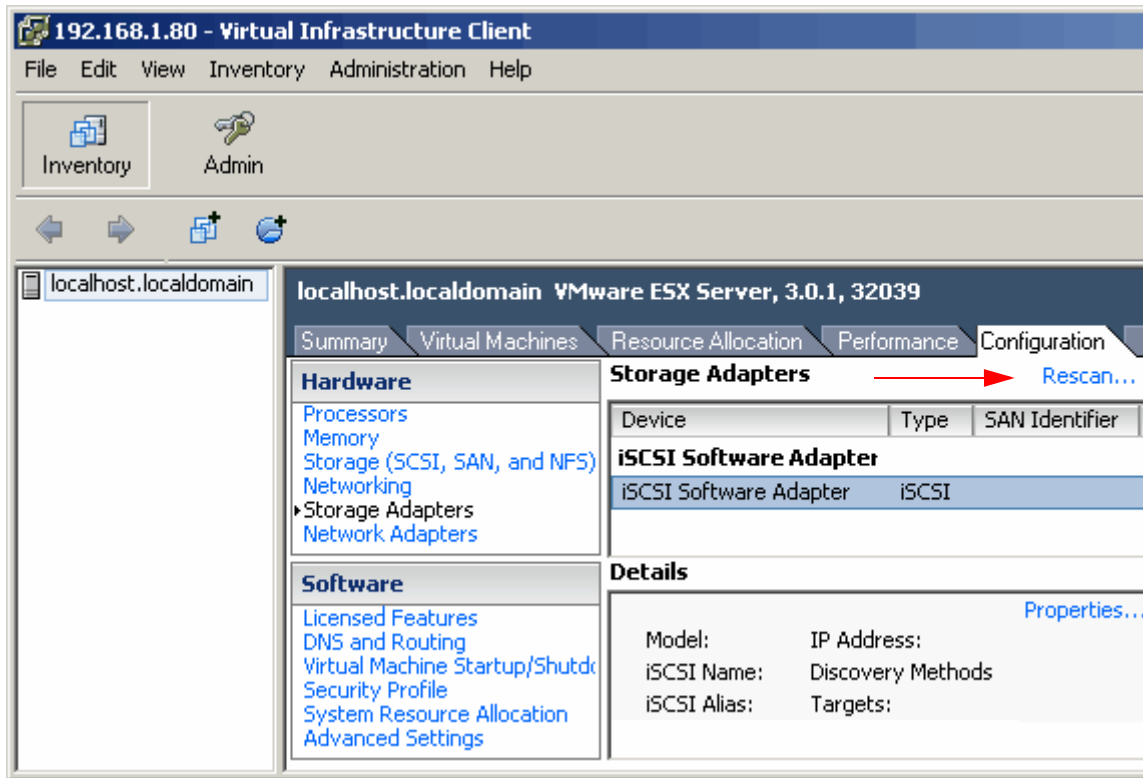 192.168.1.80 - Virtual Infrastructure Client
File Edit View Inventory Administration Help
Inventory Admin
localhost.localdomain
localhost.localdomain VMware ESX Server, 3.0.1, 32039
Summary Virtual Machines Resource Allocation Performance Configuration
Hardware
Processors
Memory
Storage (SCSI, SAN, and NFS)
Networking
Storage Adapters
Network Adapters
Software
Licensed Features
DNS and Routing
Virtual Machine Startup/Shutdo
Security Profile
System Resource Allocation
Advanced Settings
Storage Adapters Rescan...
Device Type SAN Identifier
iSCSI Software Adapter
iSCSI Software Adapter iSCSI
Details
Properties...
Model: IP Address:
iSCSI Name: Discovery Methods
iSCSI Alias: Targets: